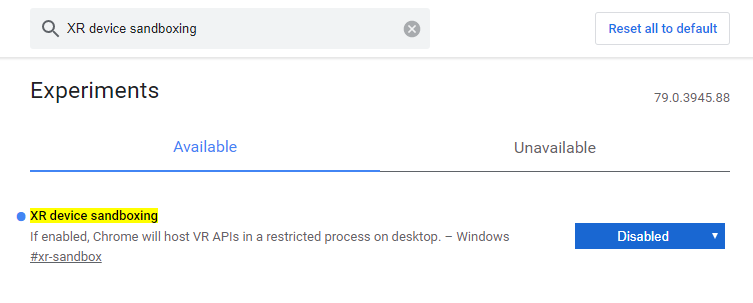 XR device sandboxing
Reset all to default
Experiments
79.0.3945.88
Available
Unavailable
XR device sandboxing
If enabled, Chrome will host VR APIs in a restricted process on desktop. – Windows
#xr-sandbox
Disabled